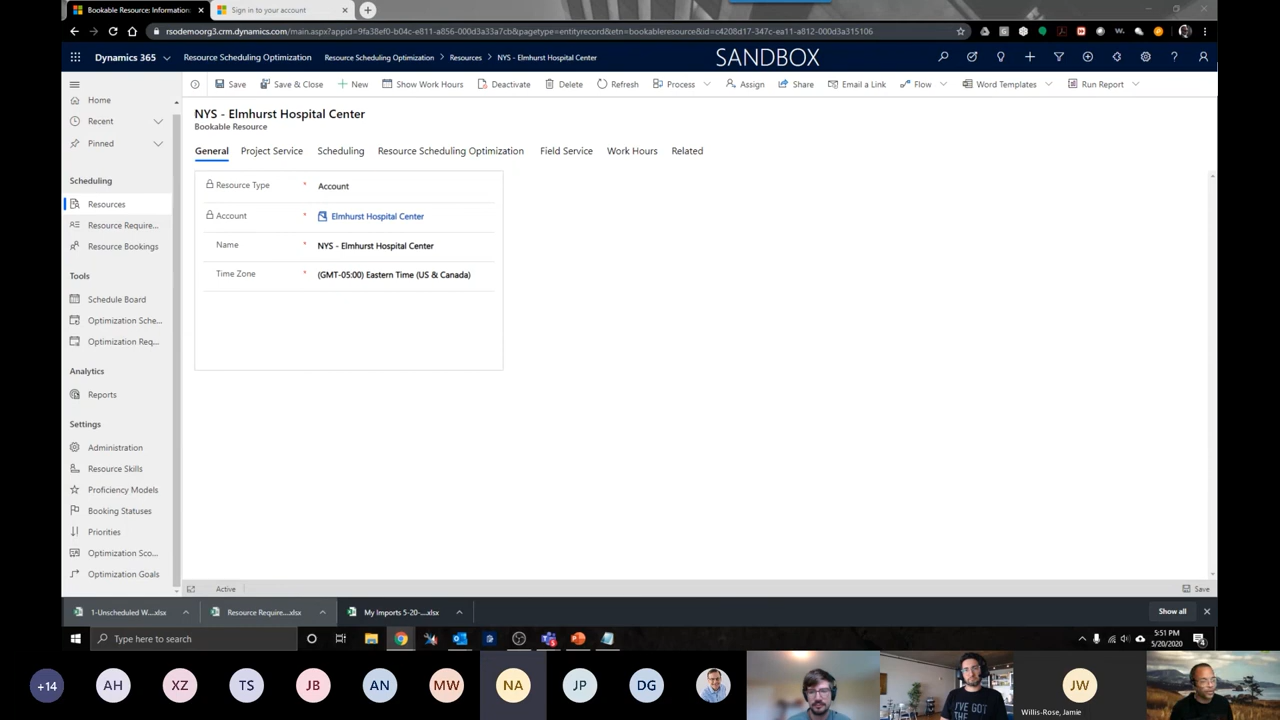 Bookable Resource: Information
Sign in to your account
rsodemoorg3.crm.dynamics.com/main.aspx?appid=9fa38ef0-b04c-e811-a856-000d3a33a7cb&pagetype=entityrecord&etn=bookableresource&id=c4208d17-347c-ea11-a812-000d3a315106
Dynamics 365
Resource Scheduling Optimization
Resource Scheduling Optimization > Resources > NYS - Elmhurst Hospital Center
SANDBOX
Save
Save & Close
New
Show Work Hours
Deactivate
Delete
Refresh
Process
Assign
Share
Email a Link
Flow
Word Templates
Run Report
Home
Recent
Pinned
Scheduling
Resources
Resource Require...
Resource Bookings
Tools
Schedule Board
Optimization Sche...
Optimization Req...
Analytics
Reports
Settings
Administration
Resource Skills
Proficiency Models
Booking Statuses
Priorities
Optimization Sco...
Optimization Goals
NYS - Elmhurst Hospital Center
Bookable Resource
General
Project Service
Scheduling
Resource Scheduling Optimization
Field Service
Work Hours
Related
Resource Type * Account
Account * Elmhurst Hospital Center
Name * NYS - Elmhurst Hospital Center
Time Zone * (GMT-05:00) Eastern Time (US & Canada)
Active
Save
1-Unscheduled W....xlsx
Resource Require....xlsx
My Imports 5-20-....xlsx
Show all
Type here to search
5:51 PM
5/20/2020
4
+14
AH
XZ
TS
JB
AN
MW
NA
JP
DG
I'VE GOT
JW
Willis-Rose, Jamie